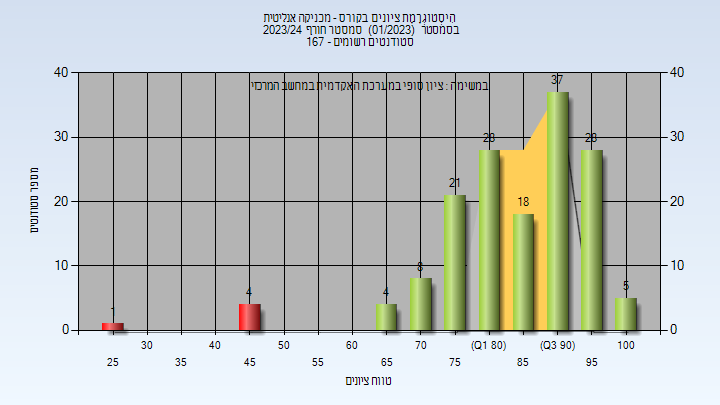 היסטוגרמת ציונים בקורס - מכניקה אנליטית
בסמסטר (01/2023) סמסטר חורף 2023/24
סטודנטים רשומים - 167
במשימה : ציון סופי במערכת האקדמית במחשב המרכזי
מספר סטודנטים
40 40
30 30
20 20
10 10
0 0
1 4 4 8 21 28 18 37 28 5
30 40 50 60 70 (Q1 80) (Q3 90) 100
25 35 45 55 65 75 85 95
טווח ציונים